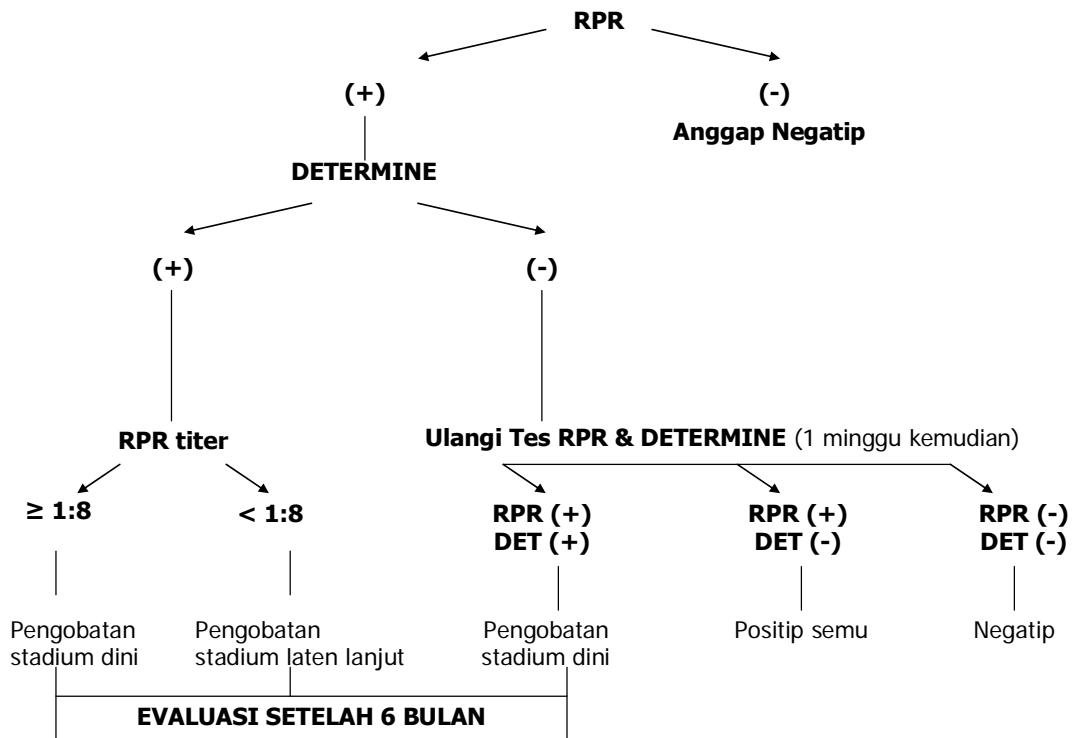 RPR
(+) (-)
Anggap Negatip
DETERMINE
(+) (-)
RPR titer
Ulangi Tes RPR & DETERMINE (1 minggu kemudian)
≥ 1:8
< 1:8
RPR (+)
DET (+)
RPR (+)
DET (-)
RPR (-)
DET (-)
Pengobatan
stadium dini
Pengobatan
stadium laten lanjut
Pengobatan
stadium dini
Positip semu
Negatip
EVALUASI SETELAH 6 BULAN